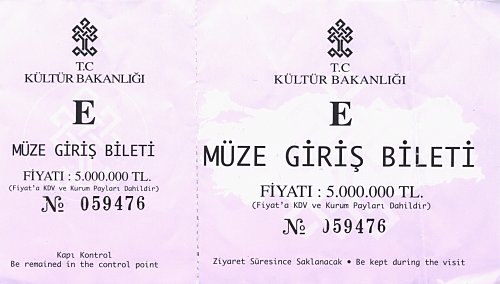 T.C
KÜLTÜR BAKANLIĞI
E
MÜZE GİRİŞ BİLETİ
FİYATI : 5.000.000 TL.
(Fiyat'a KDV ve Kurum Payları Dahildir)
№ 059476
Kapı Kontrol
Be remained in the control point
T.C
KÜLTÜR BAKANLIĞI
E
MÜZE GİRİŞ BİLETİ
FİYATI : 5.000.000 TL.
(Fiyat'a KDV ve Kurum Payları Dahildir)
№ 059476
Ziyaret Süresince Saklanacak • Be kept during the visit